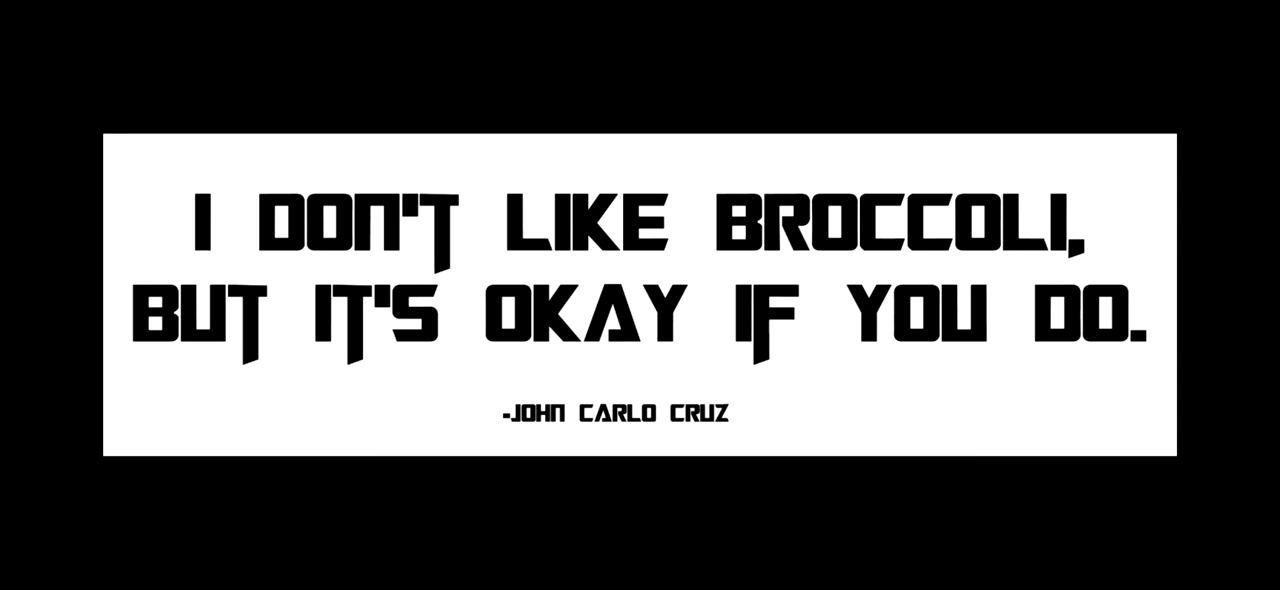 I DON'T LIKE BROCCOLI,
BUT IT'S OKAY IF YOU DO.
-JOHN CARLO CRUZ